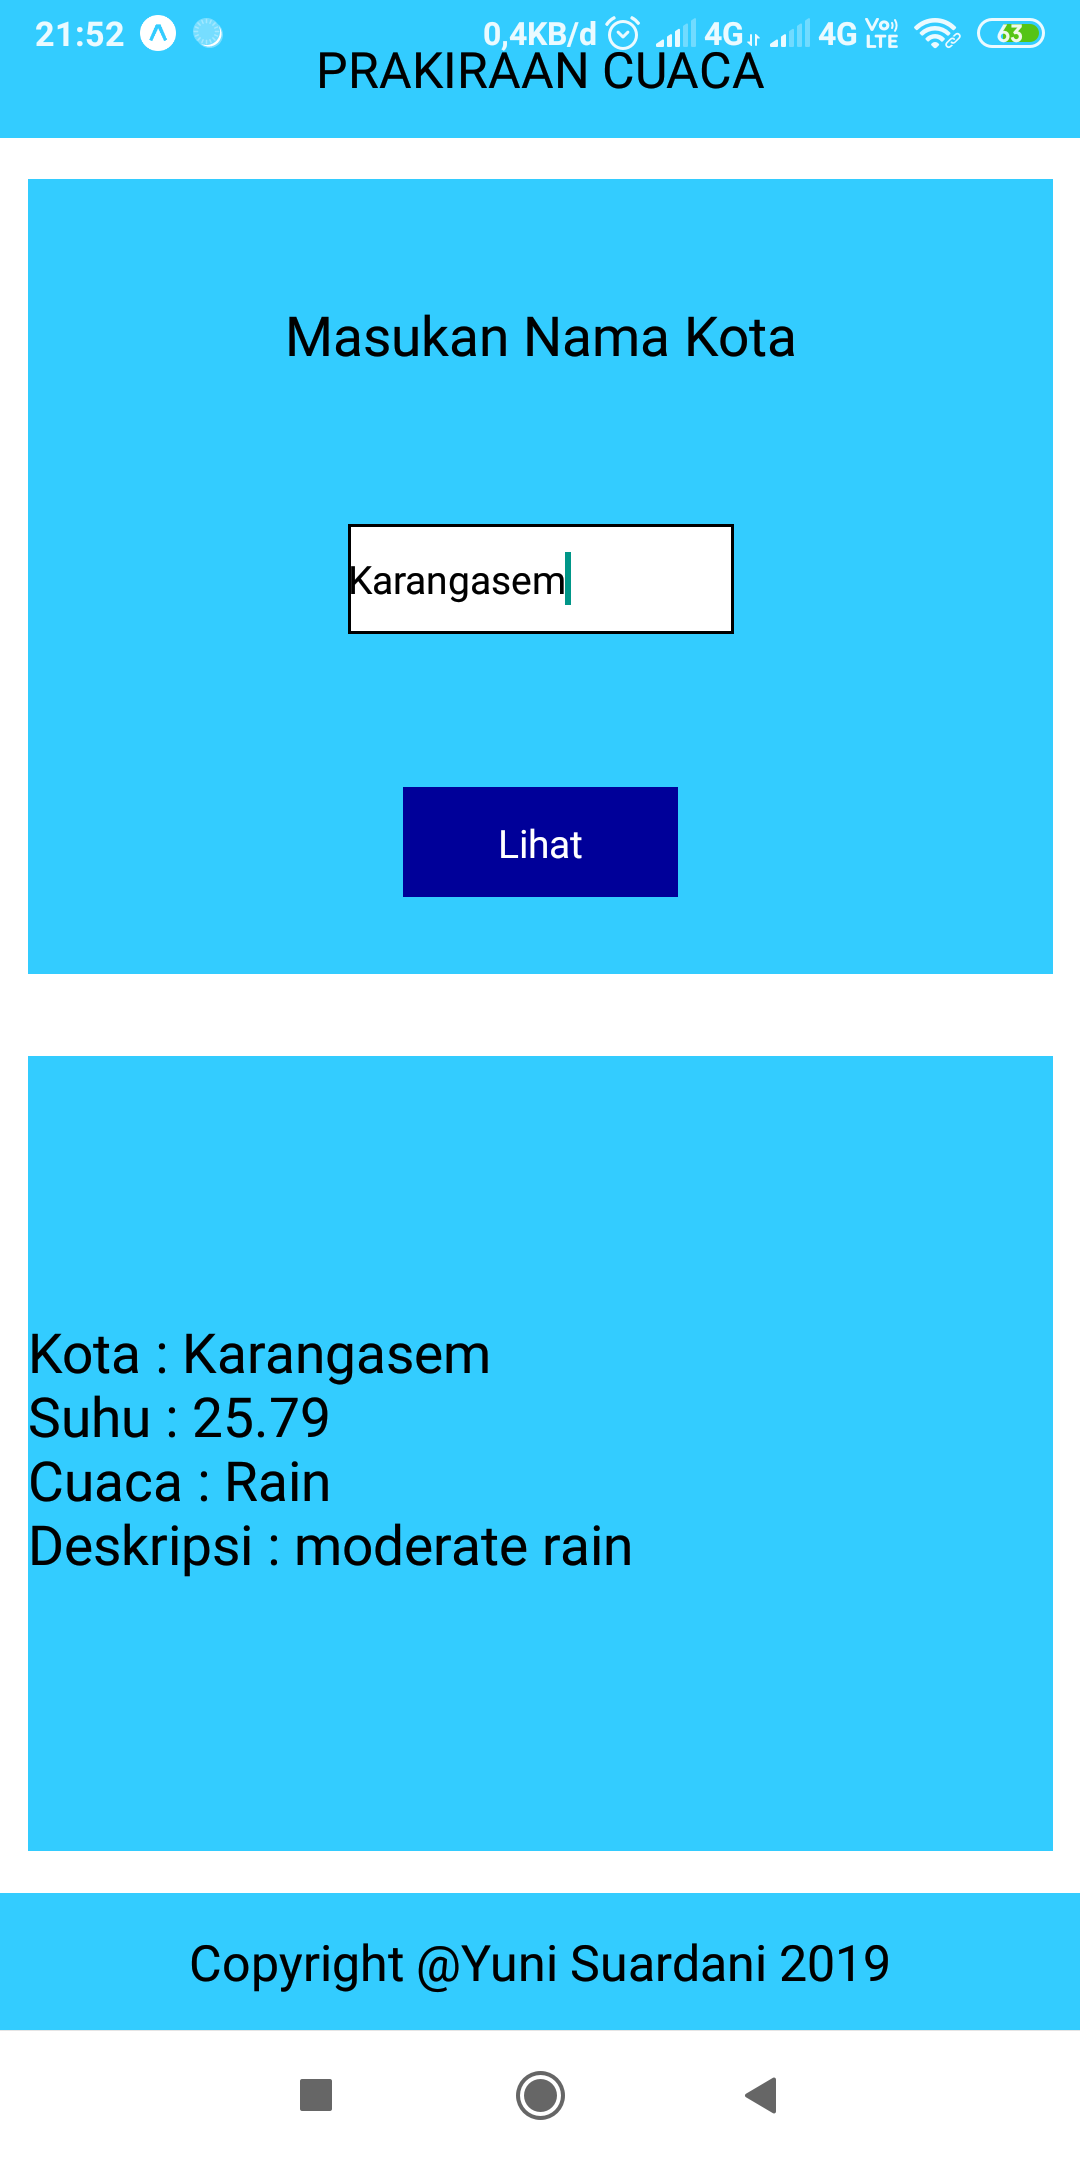 21:52 0,4KB/d 4G 4G Vo)) LTE 63
PRAKIRAAN CUACA
Masukan Nama Kota
Karangasem
Lihat
Kota : Karangasem
Suhu : 25.79
Cuaca : Rain
Deskripsi : moderate rain
Copyright @Yuni Suardani 2019